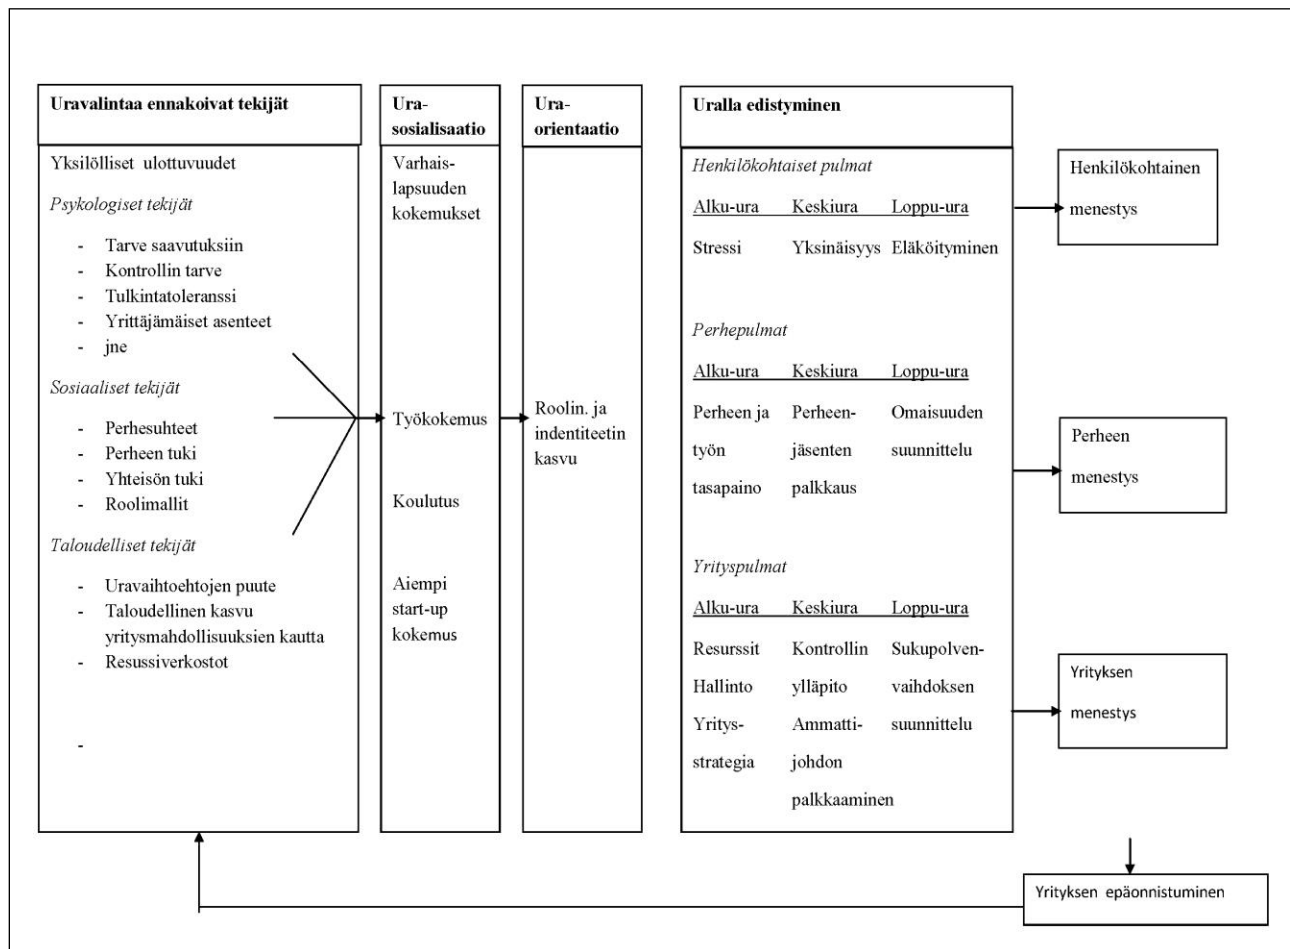 Uravalintaa ennakoivat tekijät
Yksilölliset ulottuvuudet
Psykologiset tekijät
- Tarve saavutuksiin
- Kontrollin tarve
- Tulkintatoleranssi
- Yrittäjämäiset asenteet
- jne
Sosiaaliset tekijät
- Perhesuhteet
- Perheen tuki
- Yhteisön tuki
- Roolimallit
Taloudelliset tekijät
- Uravaihtoehtojen puute
- Taloudellinen kasvu
yritysmahdollisuuksien kautta
- Resussiverkostot
-
Ura-
sosialisaatio
Varhais-
lapsuuden
kokemukset
Työkokemus
Koulutus
Aiempi
start-up
kokemus
Ura-
orientaatio
Roolin. ja
indentiteetin
kasvu
Uralla edistyminen
Henkilökohtaiset pulmat
Alku-ura Keskiura Loppu-ura
Stressi Yksinäisyys Eläköityminen
Perhepulmat
Alku-ura Keskiura Loppu-ura
Perheen ja Perheen- Omaisuuden
työn jäsenten suunnittelu
tasapaino palkkaus
Yrityspulmat
Alku-ura Keskiura Loppu-ura
Resurssit Kontrollin Sukupolven-
Hallinto ylläpito vaihdoksen
Yritys- Ammatti- suunnittelu
strategia johdon
palkkaaminen
Henkilökohtainen
menestys
Perheen
menestys
Yrityksen
menestys
Yrityksen epäonnistuminen